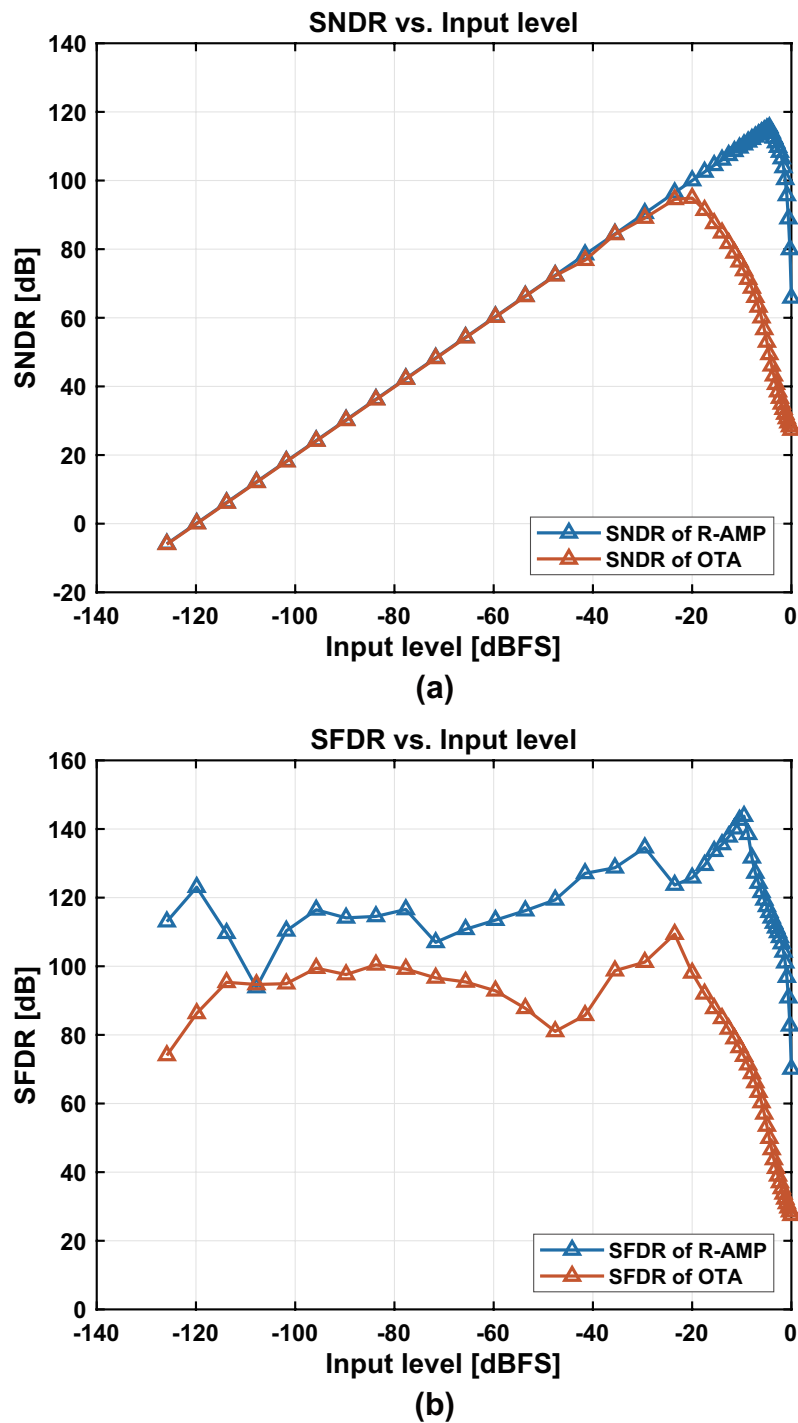 SNDR vs. Input level
140
120
100
80
60
40
20
0
-20
SNDR [dB]
SNDR of R-AMP
SNDR of OTA
-140 -120 -100 -80 -60 -40 -20 0
Input level [dBFS]
(a)
SFDR vs. Input level
160
140
120
100
80
60
40
20
0
SFDR [dB]
SFDR of R-AMP
SFDR of OTA
-140 -120 -100 -80 -60 -40 -20 0
Input level [dBFS]
(b)